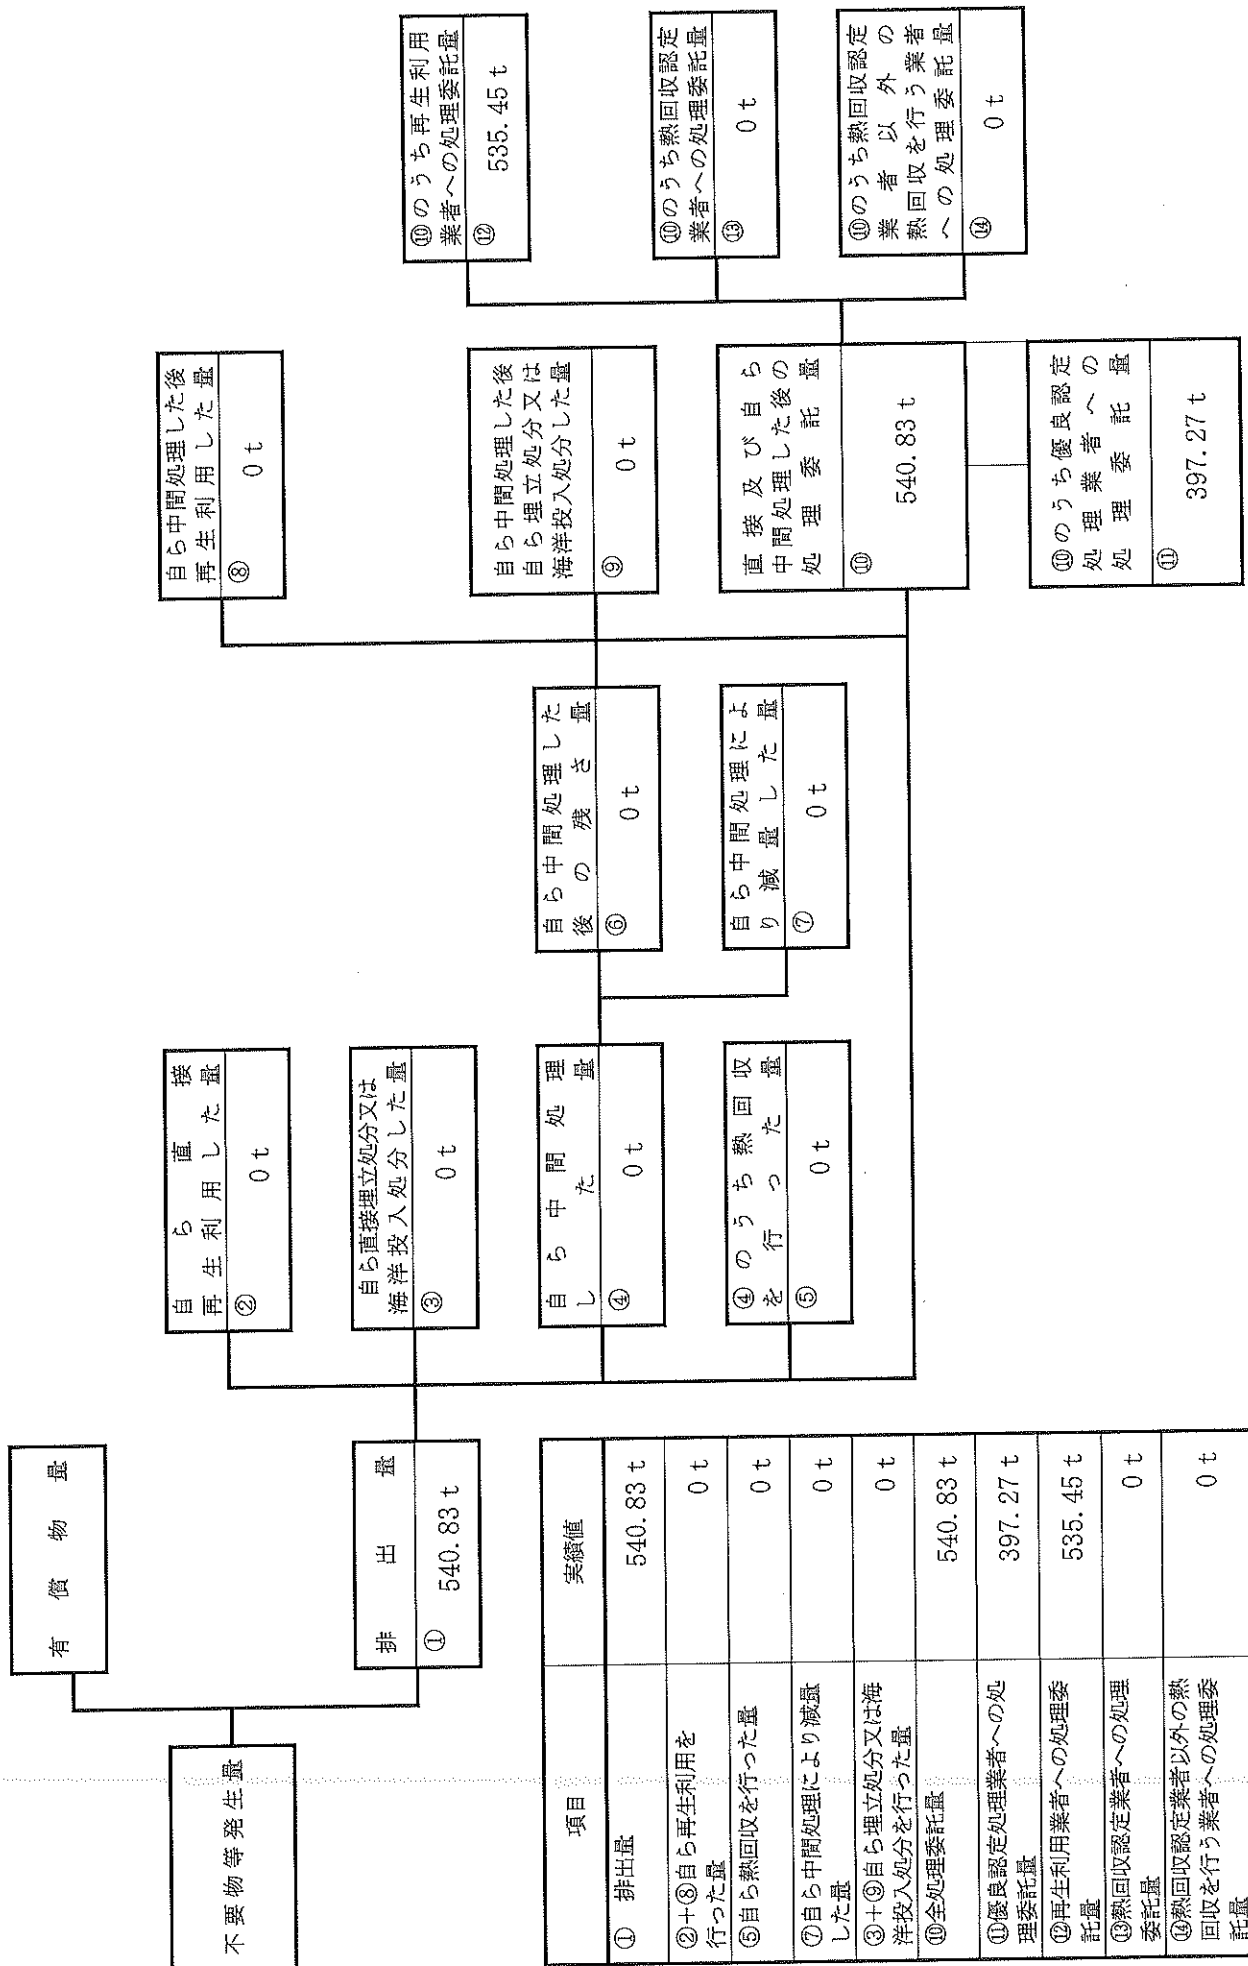 不要物等発生量
有償物量
排出量
① 540.83 t
自ら直接
再生利用した量
② 0 t
自ら直接埋立処分又は
海洋投入処分した量
③ 0 t
自ら中間処理
した量
④ 0 t
④のうち熱回収
を行った量
⑤ 0 t
自ら中間処理した
後の残さ量
⑥ 0 t
自ら中間処理によ
り減量した量
⑦ 0 t
自ら中間処理した後
再生利用した量
⑧ 0 t
自ら中間処理した後
自ら埋立処分又は
海洋投入処分した量
⑨ 0 t
直接及び自ら
中間処理した後の
処理委託量
⑩ 540.83 t
⑩のうち優良認定
処理業者への
処理委託量
⑪ 397.27 t
⑩のうち再生利用
業者への処理委託量
⑫ 535.45 t
⑩のうち熱回収認定
業者への処理委託量
⑬ 0 t
⑩のうち熱回収認定
業者以外の
熱回収を行う業者
への処理委託量
⑭ 0 t
項目 実績値
① 排出量 540.83 t
②+⑧自ら再生利用を
行った量 0 t
⑤自ら熱回収を行った量 0 t
⑦自ら中間処理により減量
した量 0 t
③+⑨自ら埋立処分又は海
洋投入処分を行った量 0 t
⑩全処理委託量 540.83 t
⑪優良認定処理業者への処
理委託量 397.27 t
⑫再生利用業者への処理委
託量 535.45 t
⑬熱回収認定業者への処理
委託量 0 t
⑭熱回収認定業者以外の熱
回収を行う業者への処理委
託量 0 t